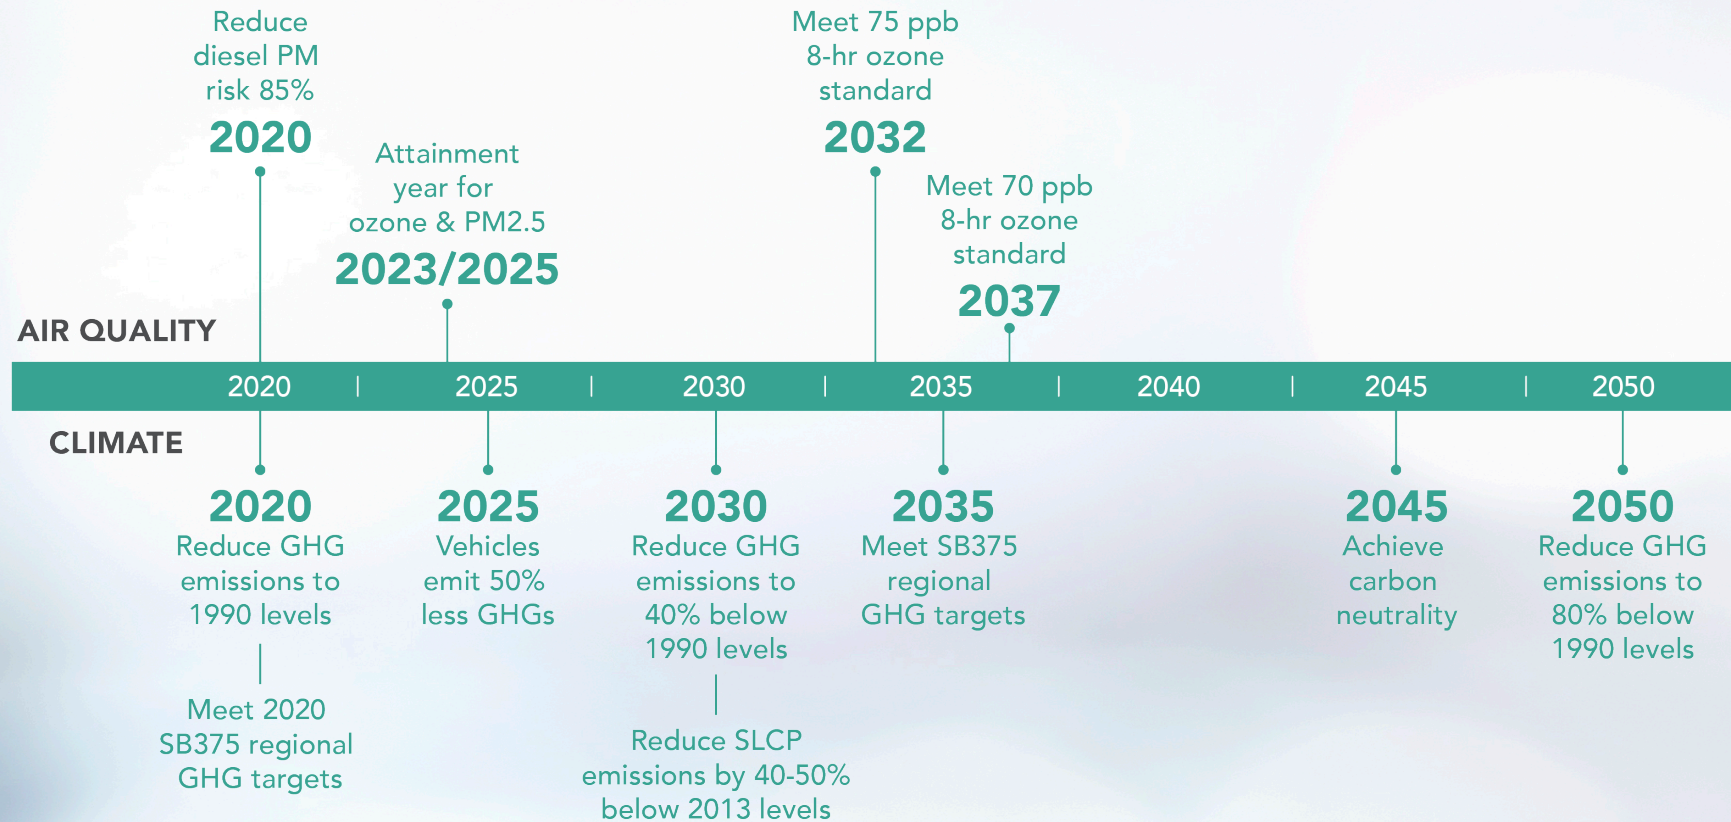 Reduce
diesel PM
risk 85%
2020
Attainment
year for
ozone & PM2.5
2023/2025
Meet 75 ppb
8-hr ozone
standard
2032
Meet 70 ppb
8-hr ozone
standard
2037
AIR QUALITY
2020 | 2025 | 2030 | 2035 | 2040 | 2045 | 2050
CLIMATE
2020
Reduce GHG
emissions to
1990 levels
Meet 2020
SB375 regional
GHG targets
2025
Vehicles
emit 50%
less GHGs
2030
Reduce GHG
emissions to
40% below
1990 levels
Reduce SLCP
emissions by 40-50%
below 2013 levels
2035
Meet SB375
regional
GHG targets
2045
Achieve
carbon
neutrality
2050
Reduce GHG
emissions to
80% below
1990 levels